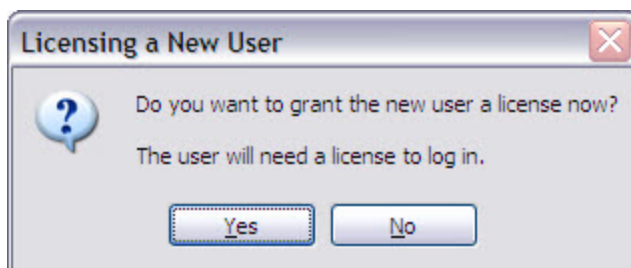 Licensing a New User
Do you want to grant the new user a license now?
The user will need a license to log in.
Yes
No